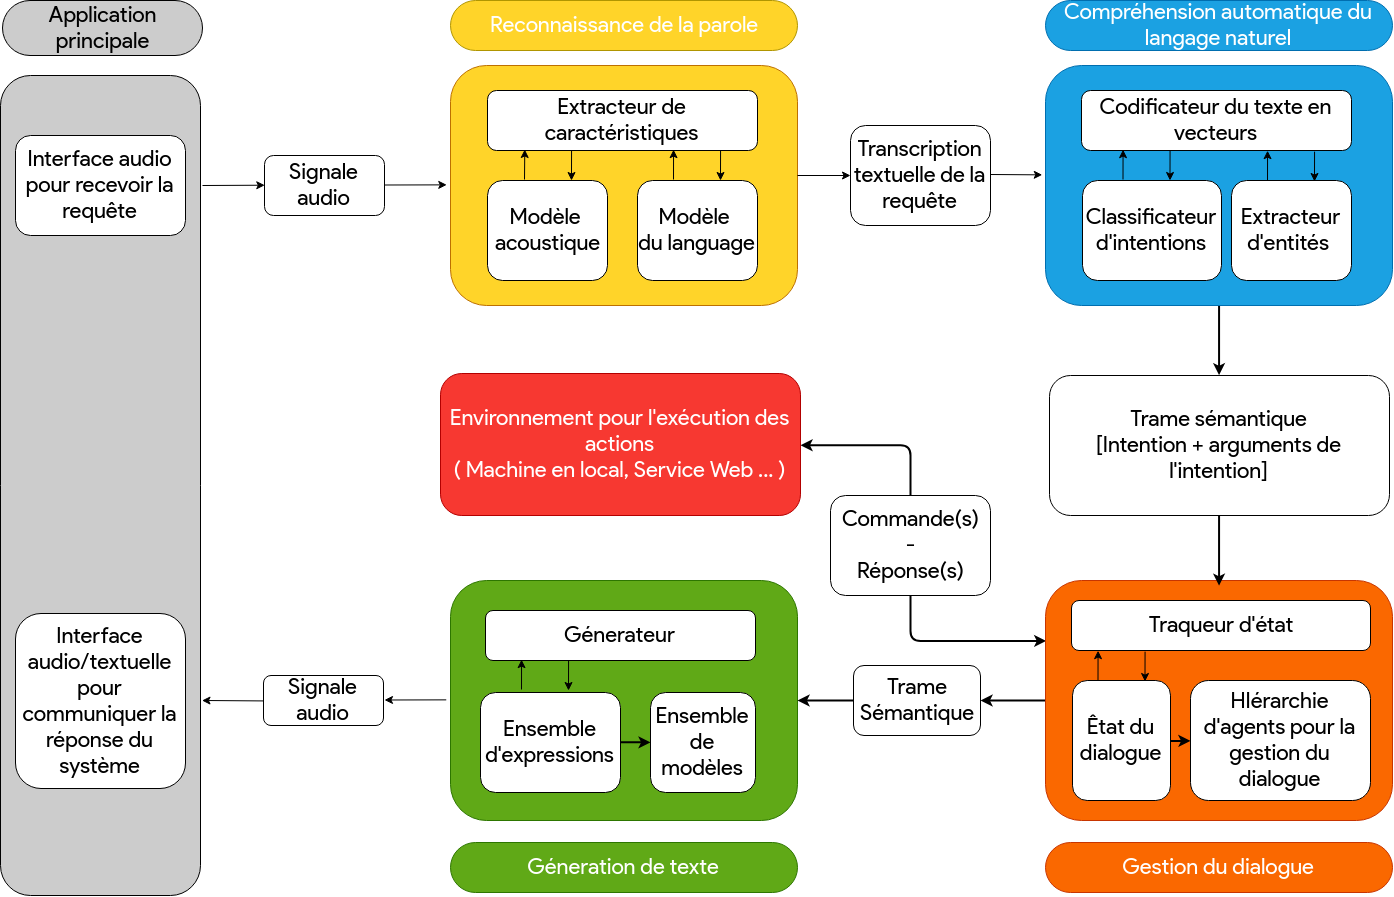 Application
principale
Reconnaissance de la parole
Compréhension automatique du
langage naturel
Interface audio
pour recevoir la
requête
Signale
audio
Extracteur de
caractéristiques
Modèle
acoustique
Modèle
du language
Transcription
textuelle de la
requête
Codificateur du texte en
vecteurs
Classificateur
d'intentions
Extracteur
d'entités
Environnement pour l'exécution des
actions
( Machine en local, Service Web ... )
Trame sémantique
[Intention + arguments de
l'intention]
Commande(s)
-
Réponse(s)
Interface
audio/textuelle
pour
communiquer la
réponse du
système
Signale
audio
Génerateur
Ensemble
d'expressions
Ensemble
de
modèles
Trame
Sémantique
Traqueur d'état
Êtat du
dialogue
HIérarchie
d'agents pour la
gestion du
dialogue
Géneration de texte
Gestion du dialogue